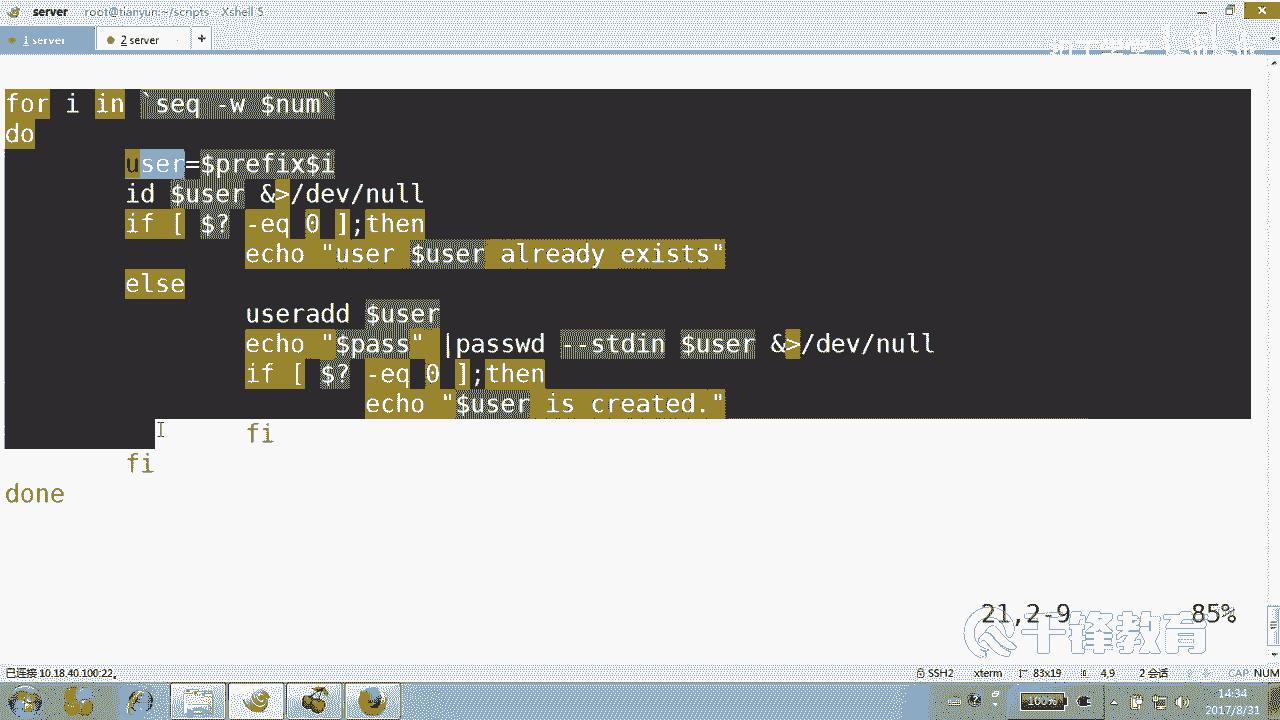 server root@tianyun:~/scripts - Xshell 5
1 server
2 server
+
for i in `seq -w $num`
do
user=$prefix$i
id $user &>/dev/null
if [ $? -eq 0 ];then
echo "user $user already exists"
else
useradd $user
echo "$pass" |passwd --stdin $user &>/dev/null
if [ $? -eq 0 ];then
echo "$user is created."
fi
fi
done
21,2-9 85%
千锋教育
已连接 10.18.40.100:22。
SSH2 xterm 83x19 4,9 2 会话 CAP NUM
100%
14:34
2017/8/31